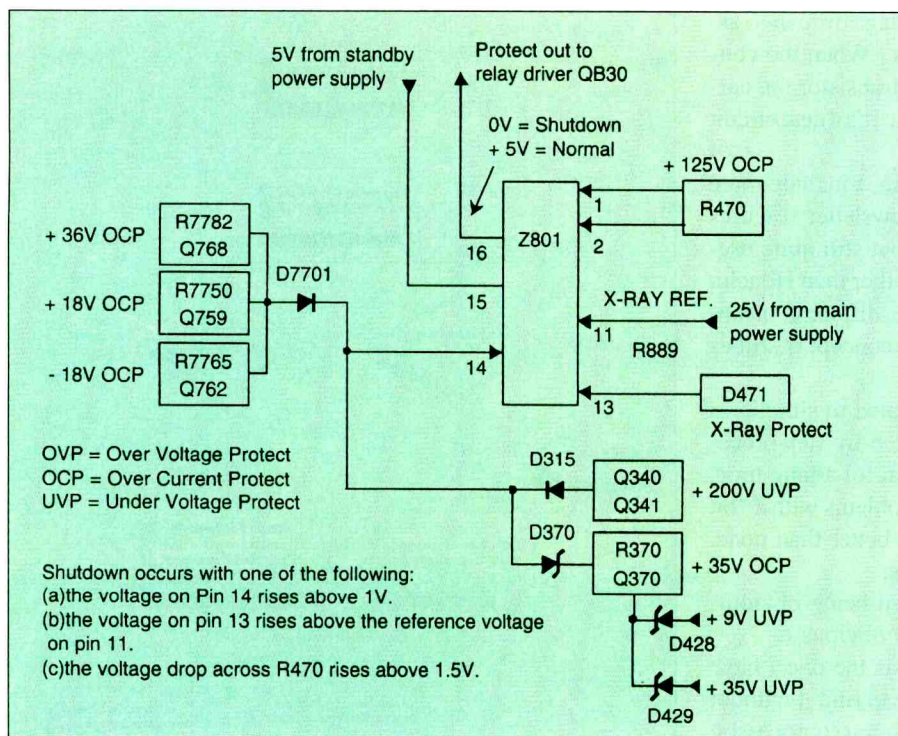 5V from standby
power supply
Protect out to
relay driver QB30
0V = Shutdown
+ 5V = Normal
+ 125V OCP
R470
1
2
Z801
16
15
14
X-RAY REF.
11
R889
25V from main
power supply
13
D471
X-Ray Protect
+ 36V OCP
R7782
Q768
D7701
+ 18V OCP
R7750
Q759
- 18V OCP
R7765
Q762
OVP = Over Voltage Protect
OCP = Over Current Protect
UVP = Under Voltage Protect
D315
Q340
Q341
+ 200V UVP
D370
R370
Q370
+ 35V OCP
+ 9V UVP
D428
+ 35V UVP
D429
Shutdown occurs with one of the following:
(a)the voltage on Pin 14 rises above 1V.
(b)the voltage on pin 13 rises above the reference voltage
on pin 11.
(c)the voltage drop across R470 rises above 1.5V.